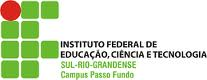 INSTITUTO FEDERAL DE
EDUCAÇÃO, CIÊNCIA E TECNOLOGIA
SUL-RIO-GRANDENSE
Campus Passo Fundo